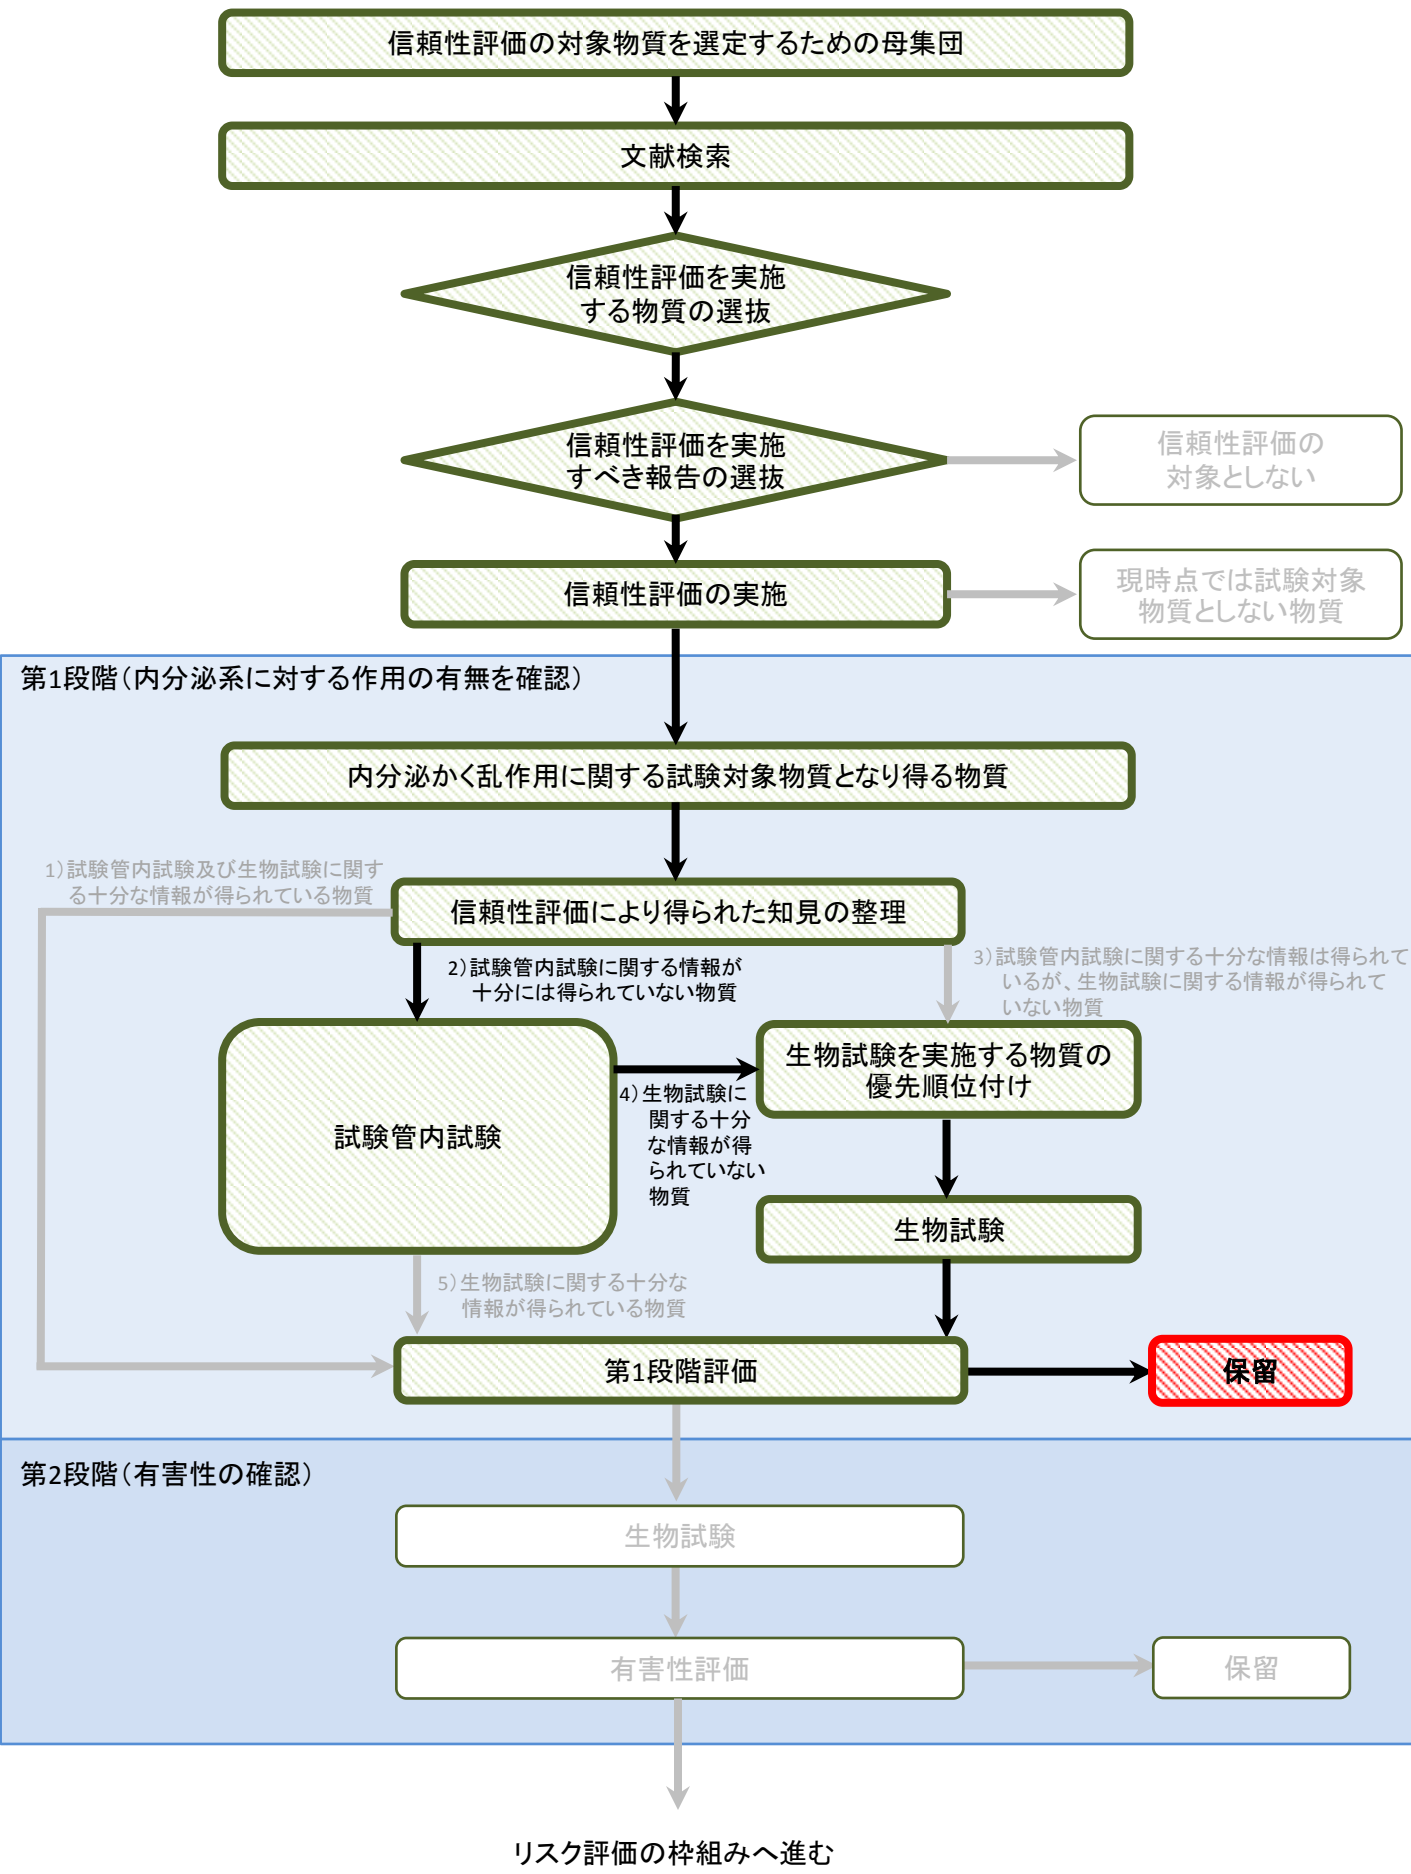 信頼性評価の対象物質を選定するための母集団
文献検索
信頼性評価を実施
する物質の選抜
信頼性評価を実施
すべき報告の選抜
信頼性評価の
対象としない
信頼性評価の実施
現時点では試験対象
物質としない物質
第1段階（内分泌系に対する作用の有無を確認）
内分泌かく乱作用に関する試験対象物質となり得る物質
1）試験管内試験及び生物試験に関す
る十分な情報が得られている物質
信頼性評価により得られた知見の整理
2）試験管内試験に関する情報が
十分には得られていない物質
3）試験管内試験に関する十分な情報は得られて
いるが、生物試験に関する情報が得られて
いない物質
試験管内試験
4）生物試験に
関する十分
な情報が得
られていない
物質
生物試験を実施する物質の
優先順位付け
生物試験
5）生物試験に関する十分な
情報が得られている物質
第1段階評価
保留
第2段階（有害性の確認）
生物試験
有害性評価
保留
リスク評価の枠組みへ進む